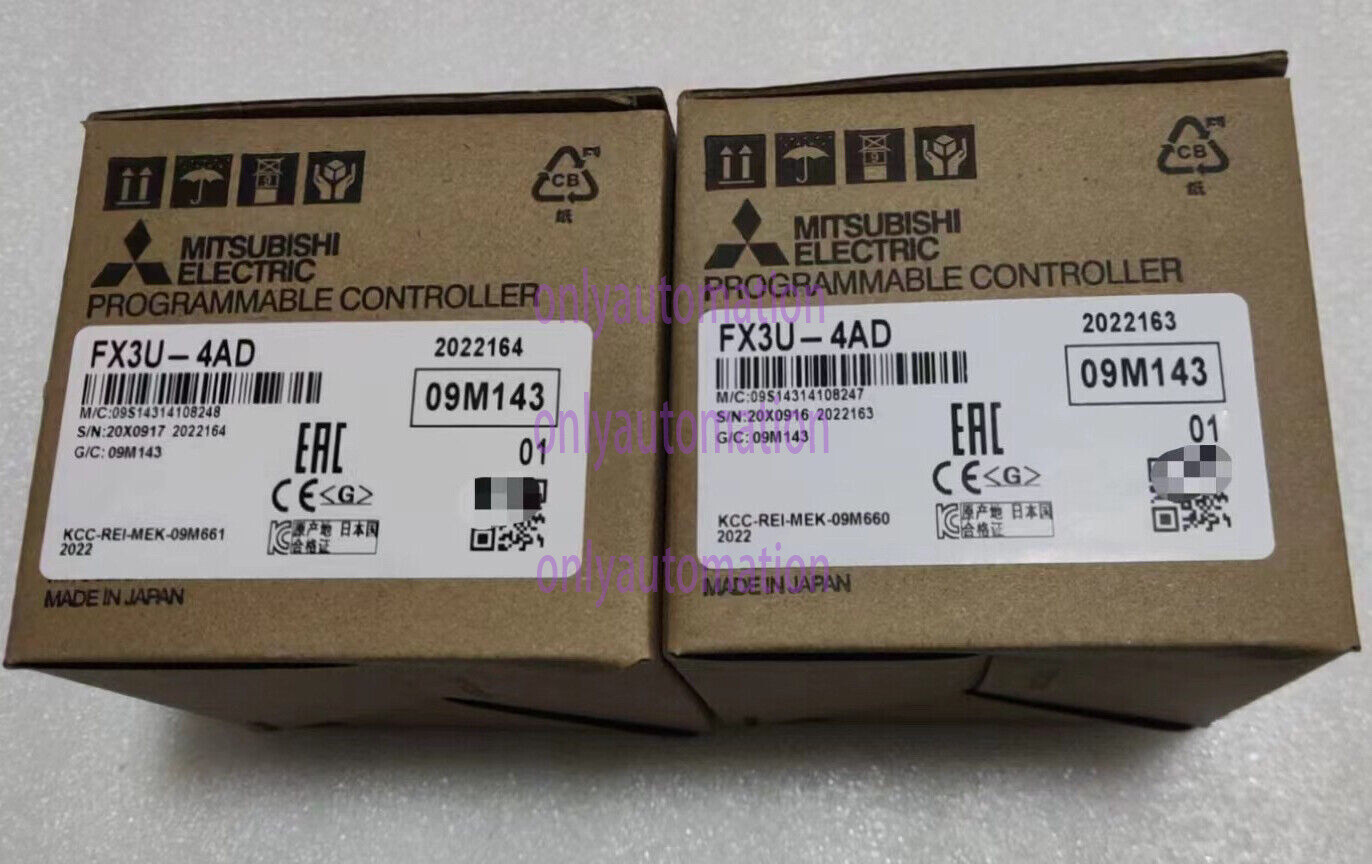 CB
紙
MITSUBISHI
ELECTRIC
PROGRAMMABLE CONTROLLER
FX3U-4AD
2022164
09M143
M/C:09S14314108248
S/N:20X0917 2022164
G/C: 09M143
EAC
01
CE <G>
KCC-REI-MEK-09M661
2022
原产地 日本国
合格证
MADE IN JAPAN
9
CB
紙
MITSUBISHI
ELECTRIC
PROGRAMMABLE CONTROLLER
FX3U-4AD
2022163
09M143
M/C:09S14314108247
S/N:20X0916 2022163
G/C: 09M143
EAC
01
CE <G>
KCC-REI-MEK-09M660
2022
原产地 日本国
合格证
MADE IN JAPAN
onlyautomation
onlyautomation
onlyautomation